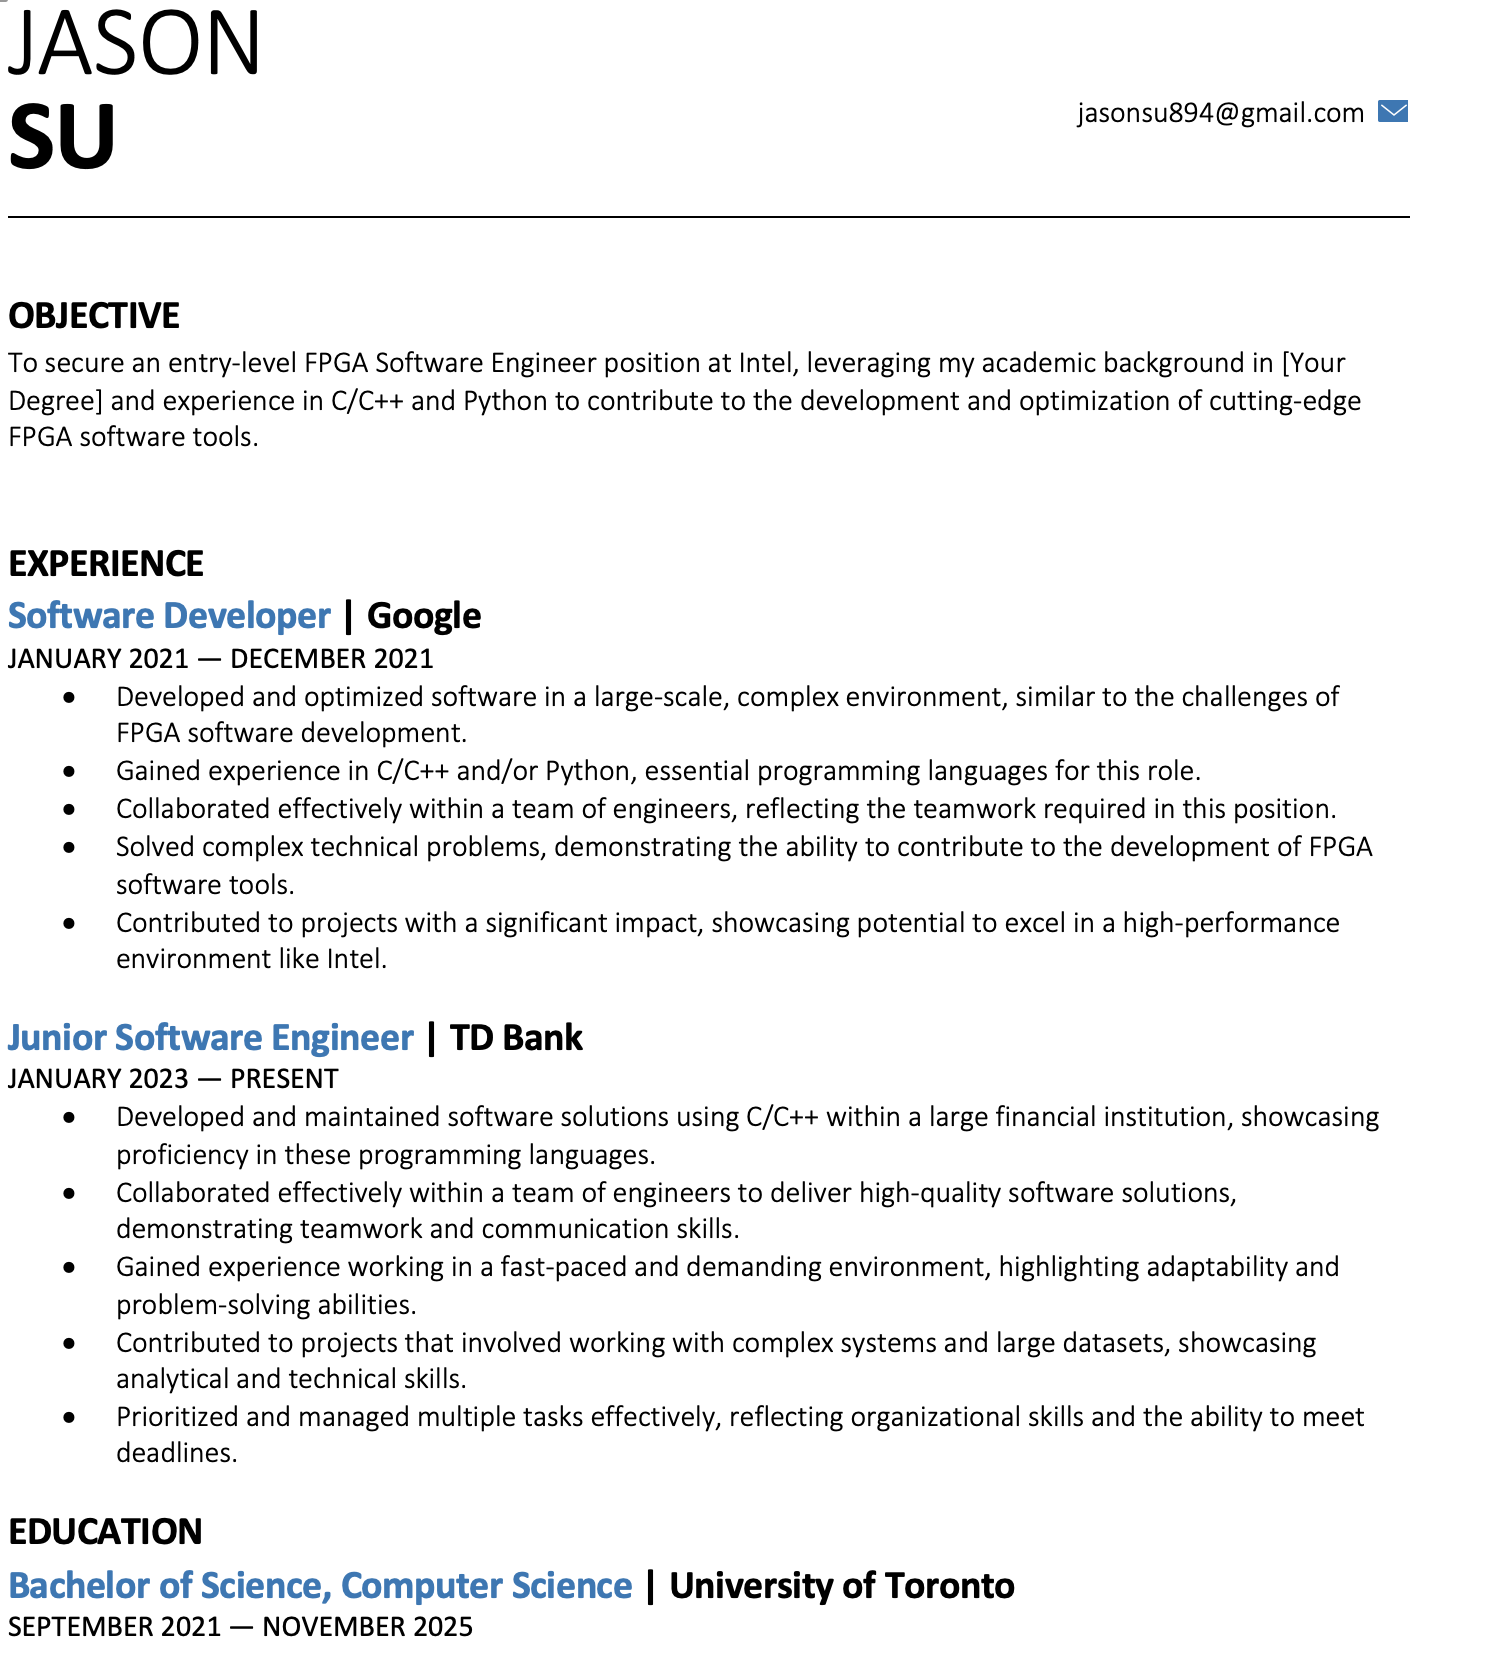 JASON
SU
jasonsu894@gmail.com
OBJECTIVE
To secure an entry-level FPGA Software Engineer position at Intel, leveraging my academic background in [Your
Degree] and experience in C/C++ and Python to contribute to the development and optimization of cutting-edge
FPGA software tools.
EXPERIENCE
Software Developer | Google
JANUARY 2021 — DECEMBER 2021
• Developed and optimized software in a large-scale, complex environment, similar to the challenges of
FPGA software development.
• Gained experience in C/C++ and/or Python, essential programming languages for this role.
• Collaborated effectively within a team of engineers, reflecting the teamwork required in this position.
• Solved complex technical problems, demonstrating the ability to contribute to the development of FPGA
software tools.
• Contributed to projects with a significant impact, showcasing potential to excel in a high-performance
environment like Intel.
Junior Software Engineer | TD Bank
JANUARY 2023 — PRESENT
• Developed and maintained software solutions using C/C++ within a large financial institution, showcasing
proficiency in these programming languages.
• Collaborated effectively within a team of engineers to deliver high-quality software solutions,
demonstrating teamwork and communication skills.
• Gained experience working in a fast-paced and demanding environment, highlighting adaptability and
problem-solving abilities.
• Contributed to projects that involved working with complex systems and large datasets, showcasing
analytical and technical skills.
• Prioritized and managed multiple tasks effectively, reflecting organizational skills and the ability to meet
deadlines.
EDUCATION
Bachelor of Science, Computer Science | University of Toronto
SEPTEMBER 2021 — NOVEMBER 2025